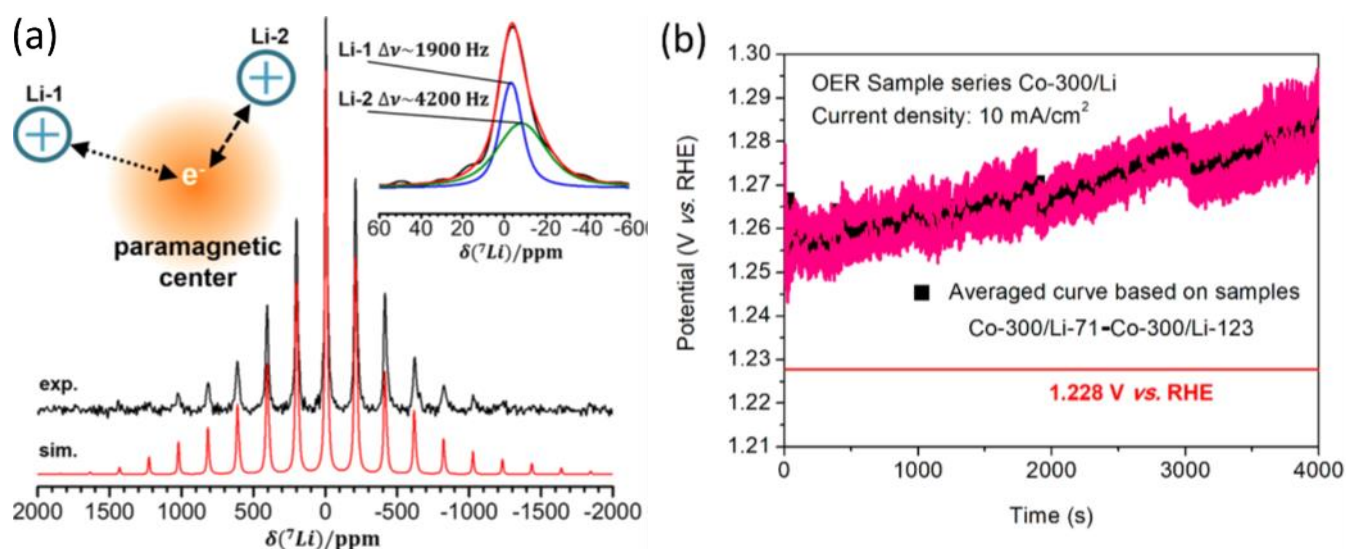 (a)
Li-2
Li-1
e-
paramagnetic
center
Li-1 Δν~1900 Hz
Li-2 Δν~4200 Hz
60 40 20 0 -20 -40 -600
δ(⁷Li)/ppm
exp.
sim.
2000 1500 1000 500 0 -500 -1000 -1500 -2000
δ(⁷Li)/ppm
(b)
1.30
1.29
1.28
1.27
1.26
1.25
1.24
1.23
1.22
1.21
Potential (V vs. RHE)
OER Sample series Co-300/Li
Current density: 10 mA/cm²
Averaged curve based on samples
Co-300/Li-71-Co-300/Li-123
1.228 V vs. RHE
0 1000 2000 3000 4000
Time (s)